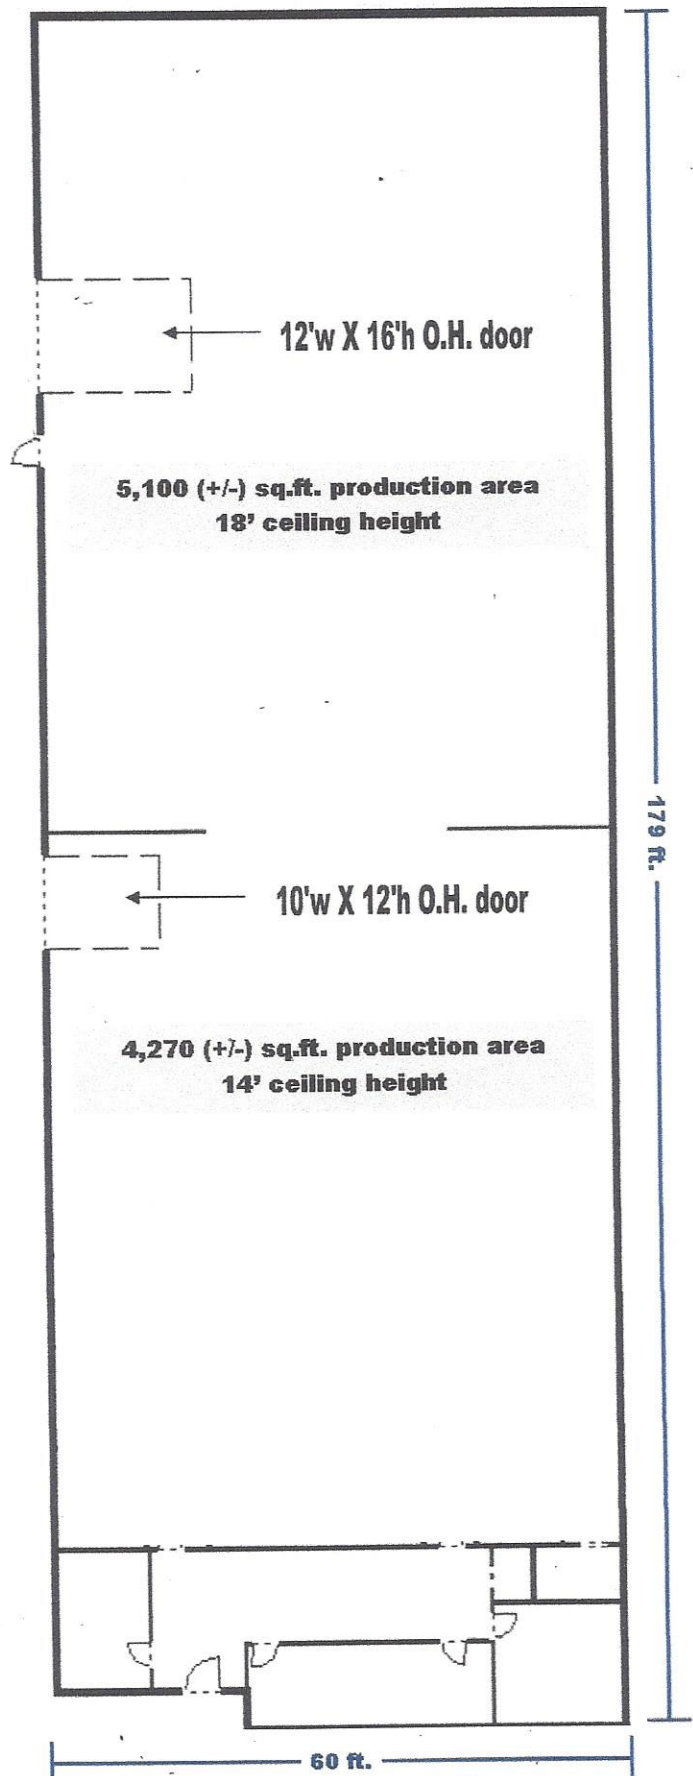 12'w X 16'h O.H. door
5,100 (+/-) sq.ft. production area
18' ceiling height
179 ft.
10'w X 12'h O.H. door
4,270 (+/-) sq.ft. production area
14' ceiling height
60 ft.